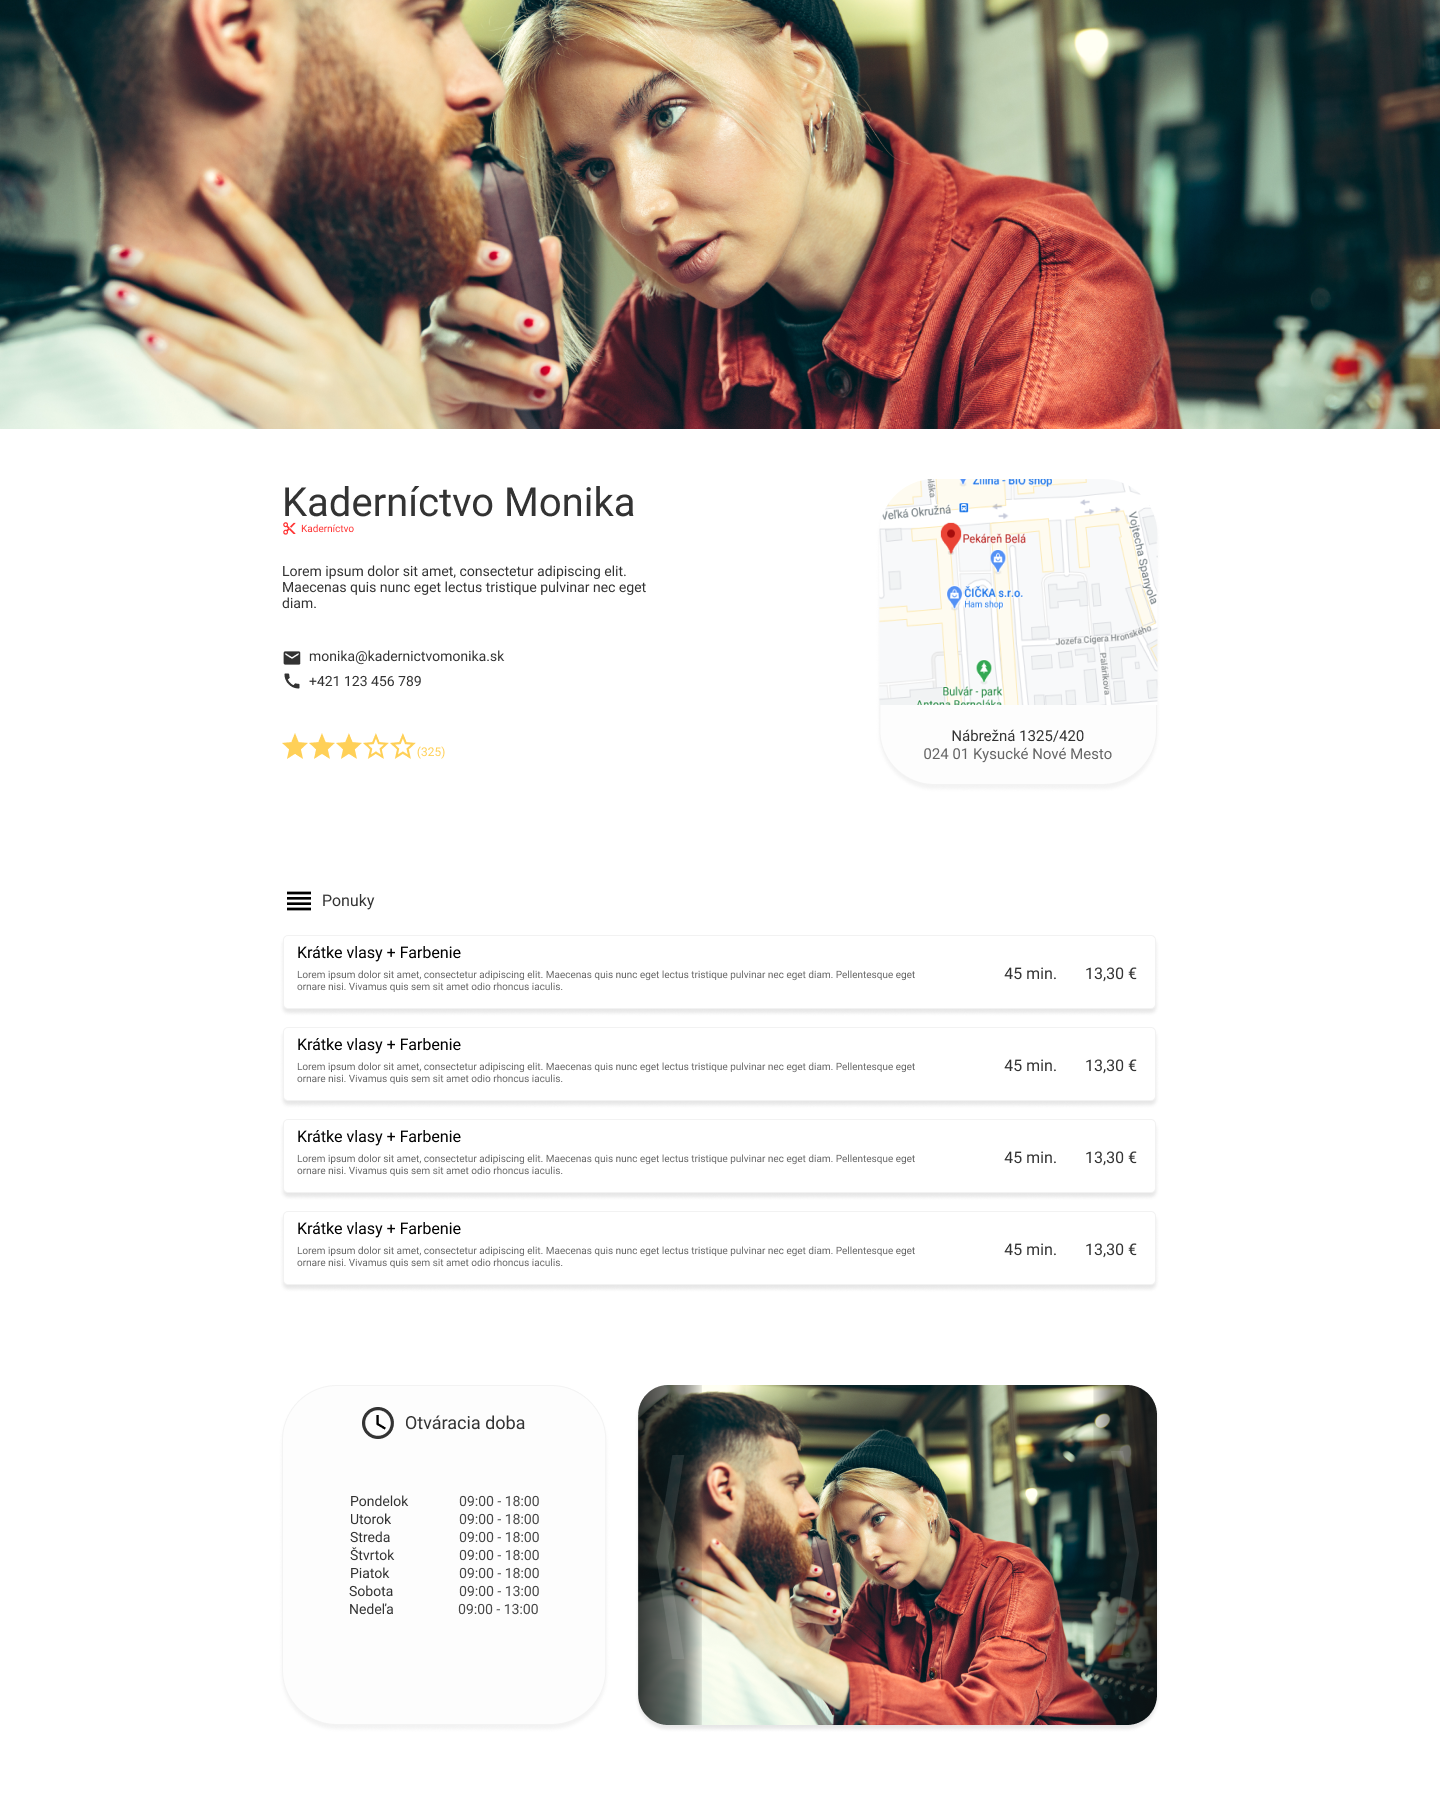 Kaderníctvo Monika
Kaderníctvo
Lorem ipsum dolor sit amet, consectetur adipiscing elit.
Maecenas quis nunc eget lectus tristique pulvinar nec eget
diam.
monika@kadernictvomonika.sk
+421 123 456 789
(325)
Žilina - BIO shop
Veľká Okružná
Vojtecha Spanyola
Pekáreň Belá
ČIČKA s.r.o.
Ham shop
Jozefa Cígera Hronského
Palárikova
Bulvár - park
Antona Bernoláka
Nábrežná 1325/420
024 01 Kysucké Nové Mesto
Ponuky
Krátke vlasy + Farbenie
Lorem ipsum dolor sit amet, consectetur adipiscing elit. Maecenas quis nunc eget lectus tristique pulvinar nec eget diam. Pellentesque eget
ornare nisi. Vivamus quis sem sit amet odio rhoncus iaculis.
45 min. 13,30 €
Krátke vlasy + Farbenie
Lorem ipsum dolor sit amet, consectetur adipiscing elit. Maecenas quis nunc eget lectus tristique pulvinar nec eget diam. Pellentesque eget
ornare nisi. Vivamus quis sem sit amet odio rhoncus iaculis.
45 min. 13,30 €
Krátke vlasy + Farbenie
Lorem ipsum dolor sit amet, consectetur adipiscing elit. Maecenas quis nunc eget lectus tristique pulvinar nec eget diam. Pellentesque eget
ornare nisi. Vivamus quis sem sit amet odio rhoncus iaculis.
45 min. 13,30 €
Krátke vlasy + Farbenie
Lorem ipsum dolor sit amet, consectetur adipiscing elit. Maecenas quis nunc eget lectus tristique pulvinar nec eget diam. Pellentesque eget
ornare nisi. Vivamus quis sem sit amet odio rhoncus iaculis.
45 min. 13,30 €
Otváracia doba
Pondelok 09:00 - 18:00
Utorok 09:00 - 18:00
Streda 09:00 - 18:00
Štvrtok 09:00 - 18:00
Piatok 09:00 - 18:00
Sobota 09:00 - 13:00
Nedeľa 09:00 - 13:00